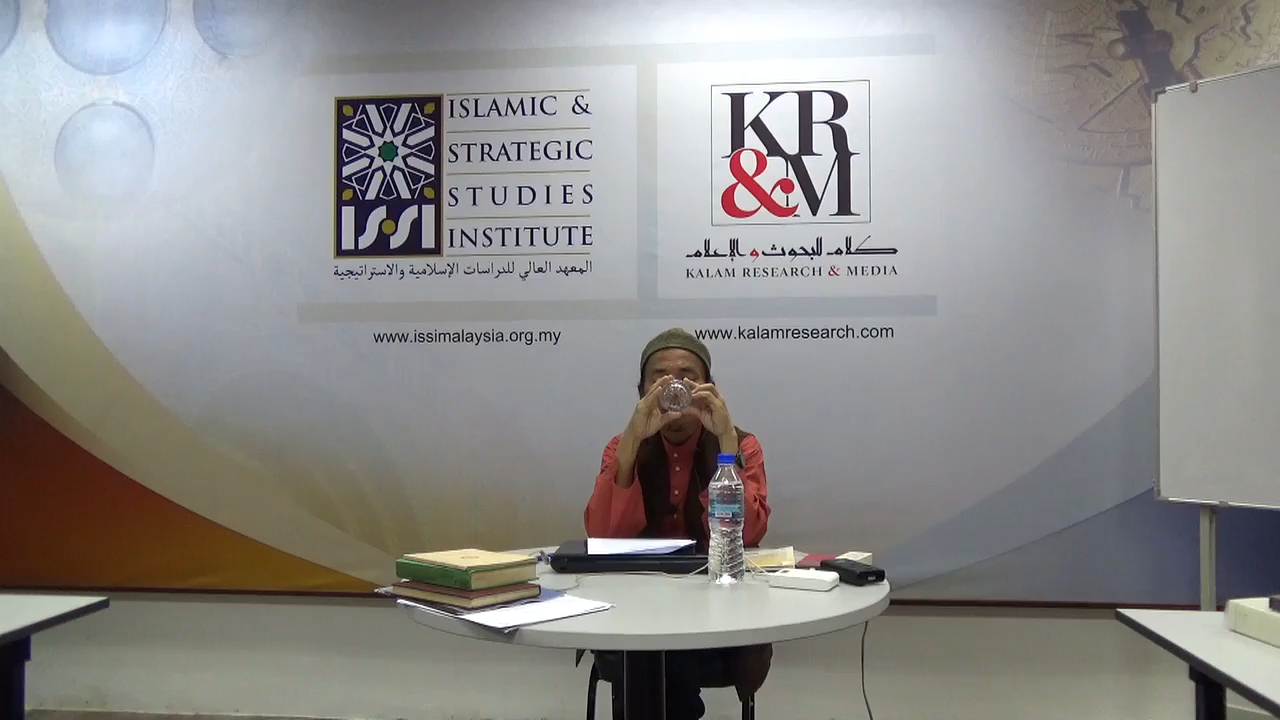 ISLAMIC &
STRATEGIC
STUDIES
INSTITUTE
ISSI
المعهد العالي للدراسات الإسلامية والاستراتيجية
www.issimalaysia.org.my
KR
&M
كلام للبحوث والإعلام
KALAM RESEARCH & MEDIA
www.kalamresearch.com